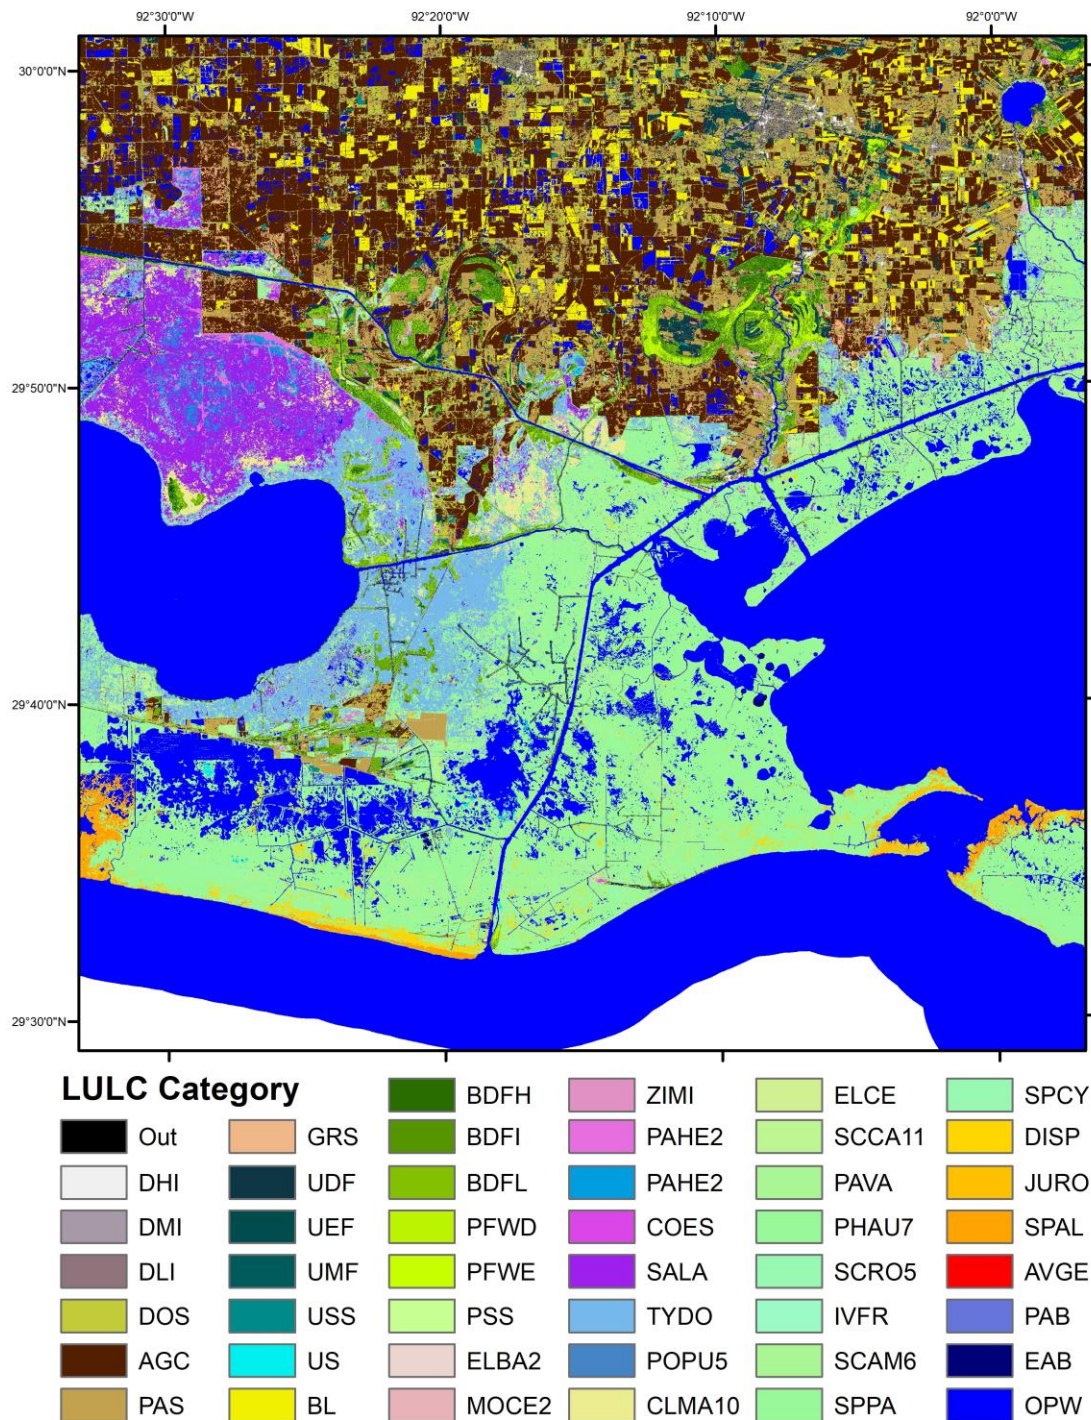 92°30'0"W 92°20'0"W 92°10'0"W 92°0'0"W
30°0'0"N
29°50'0"N
29°40'0"N
29°30'0"N
LULC Category
BDFH ZIMI ELCE SPCY
Out GRS BDFI PAHE2 SCCA11 DISP
DHI UDF BDFL PAHE2 PAVA JURO
DMI UEF PFWD COES PHAU7 SPAL
DLI UMF PFWE SALA SCRO5 AVGE
DOS USS PSS TYDO IVFR PAB
AGC US ELBA2 POPU5 SCAM6 EAB
PAS BL MOCE2 CLMA10 SPPA OPW